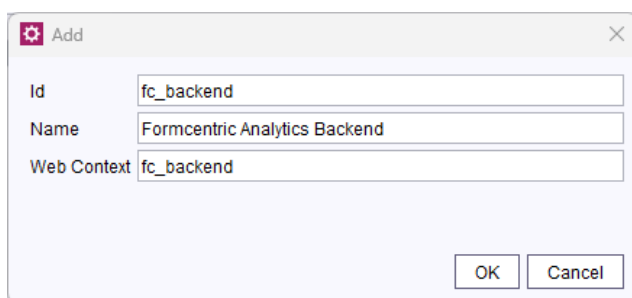 Add
Id fc_backend
Name Formcentric Analytics Backend
Web Context fc_backend
OK Cancel